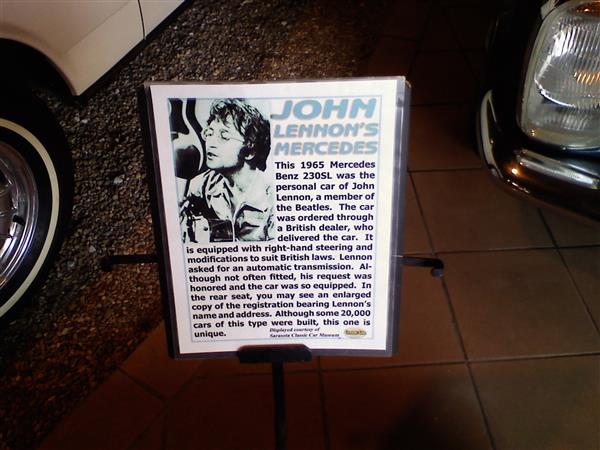 JOHN
LENNON'S
MERCEDES
This 1965 Mercedes
Benz 230SL was the
personal car of John
Lennon, a member of
the Beatles. The car
was ordered through
a British dealer, who
delivered the car. It
is equipped with right-hand steering and
modifications to suit British laws. Lennon
asked for an automatic transmission. Al-
though not often fitted, his request was
honored and the car was so equipped. In
the rear seat, you may see an enlarged
copy of the registration bearing Lennon's
name and address. Although some 20,000
cars of this type were built, this one is
unique.
Displayed courtesy of
Sarasota Classic Car Museum